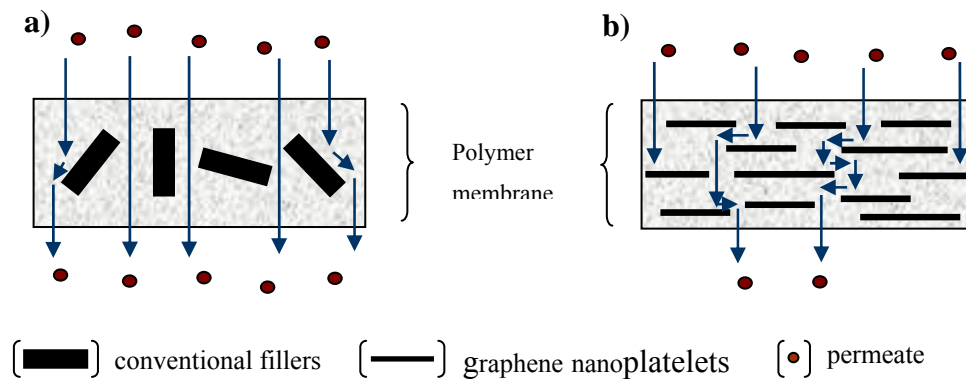 a)
b)
Polymer
membrane
conventional fillers
graphene nanoplatelets
permeate